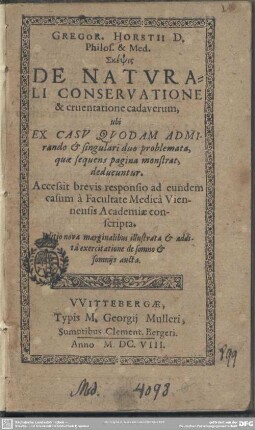 GREGOR. HORSTII D.
Philos. & Med.
Σκέψις
DE NATVRA-
LI CONSERVATIONE
& cruentatione cadaverum,
ubi
EX CASV QVODAM ADMI-
rando & singulari duo problemata,
quæ sequens pagina monstrat,
deducuntur.
Accessit brevis responsio ad eundem
casum à Facultate Medicâ Vien-
nensis Academiæ con-
scripta.
Editio nova marginalibus illustrata & addi-
tâ exercitatione de somno &
somnijs aucta.
VVITTEBERGÆ,
Typis M. Georgij Mulleri,
Sumptibus Clement. Bergeri.
Anno M DC. VIII.
Med. 4093